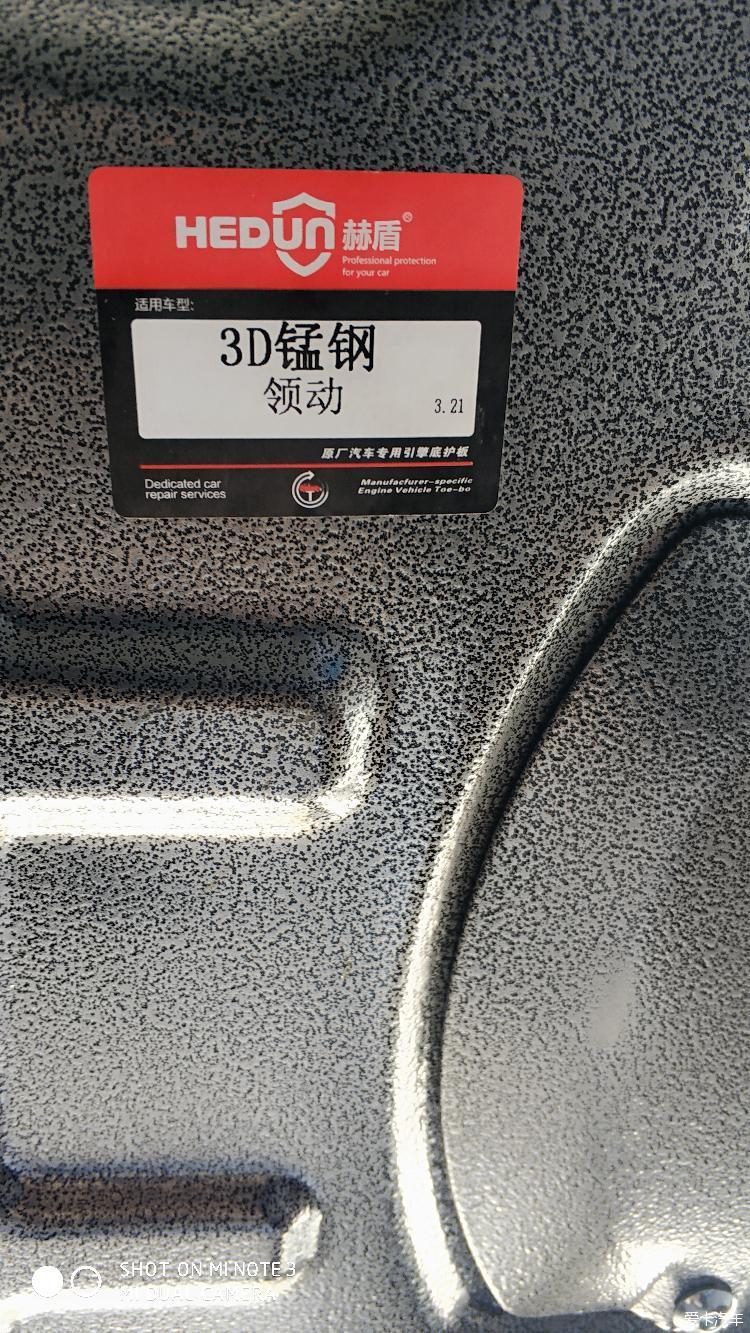 HEDUN 赫盾®
Professional protection
for your car
适用车型:
3D锰钢
领动
3.21
原厂汽车专用引擎底护板
Dedicated car
repair services
Manufacturer-specific
Engine Vehicle Toe-bo
SHOT ON MI NOTE 3
MI DUAL CAMERA
爱卡汽车